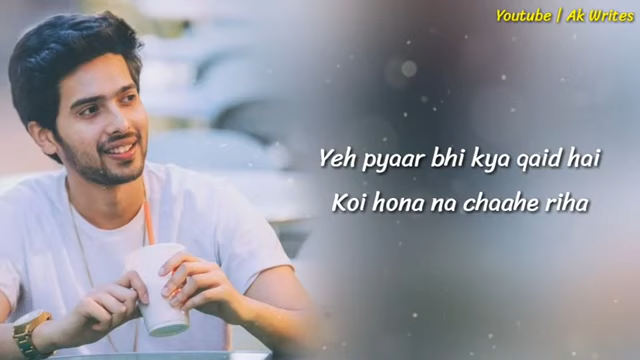 Youtube | Ak Writes
Yeh pyaar bhi kya qaid hai
Koi hona na chaahe riha